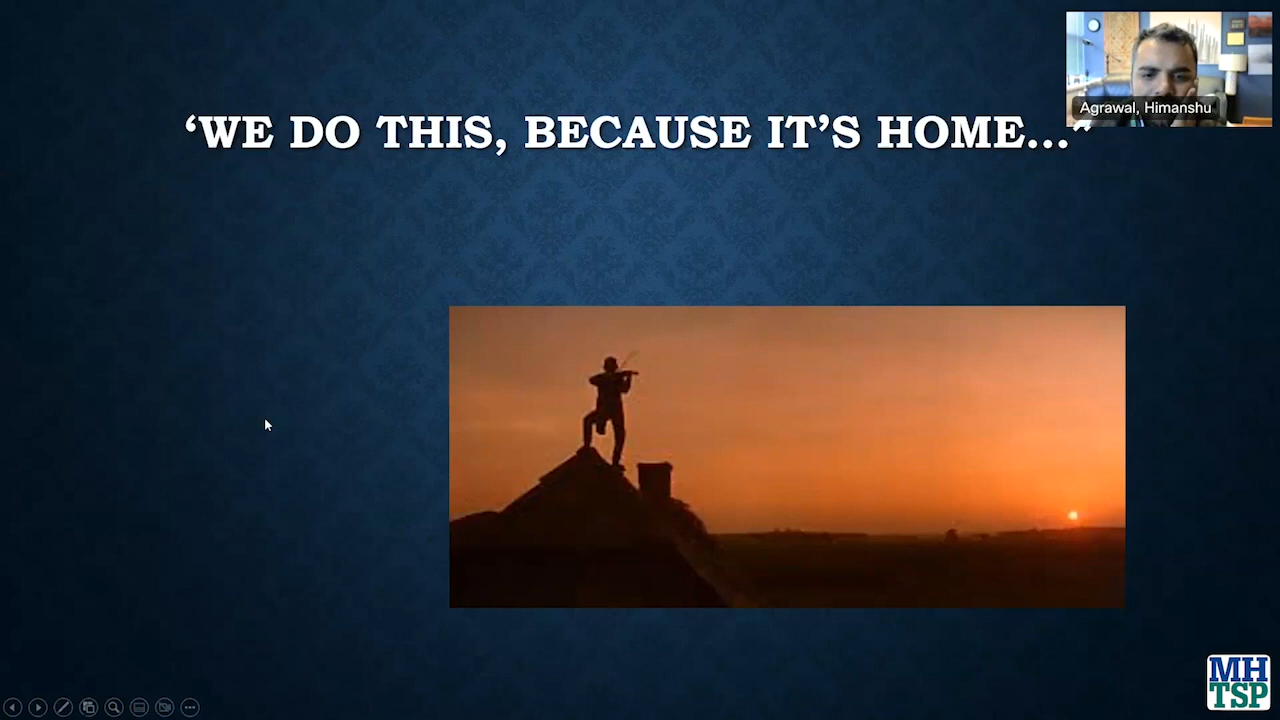 Agrawal, Himanshu
‘WE DO THIS, BECAUSE IT’S HOME...”
MH
TSP